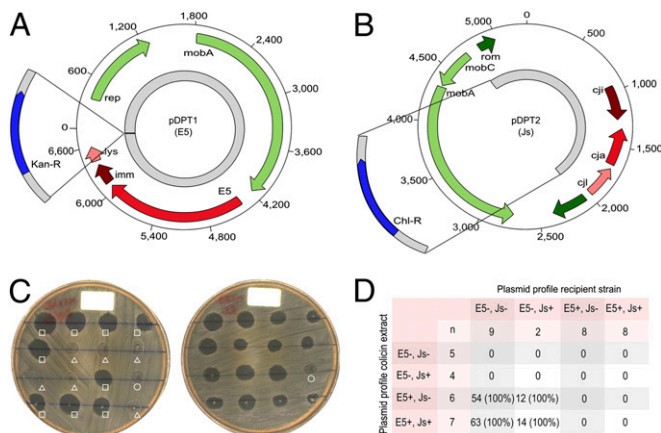 A
1,800
1,200
2,400
mobA
600
rep
3,000
pDPT1
(E5)
0
6,600
lys
3,600
Kan-R
imm
6,000
E5
4,200
5,400
4,800
B
0
5,000
500
rom
4,500
mobC
mobA
1,000
cji
pDPT2
(Js)
4,000
1,500
cja
3,500
cjl
2,000
Chl-R
3,000
2,500
C
D
Plasmid profile recipient strain
E5-, Js- E5-, Js+ E5+, Js- E5+, Js+
n 9 2 8 8
Plasmid profile colicin extract
E5-, Js- 5 0 0 0 0
E5-, Js+ 4 0 0 0 0
E5+, Js- 6 54 (100%) 12 (100%) 0 0
E5+, Js+ 7 63 (100%) 14 (100%) 0 0